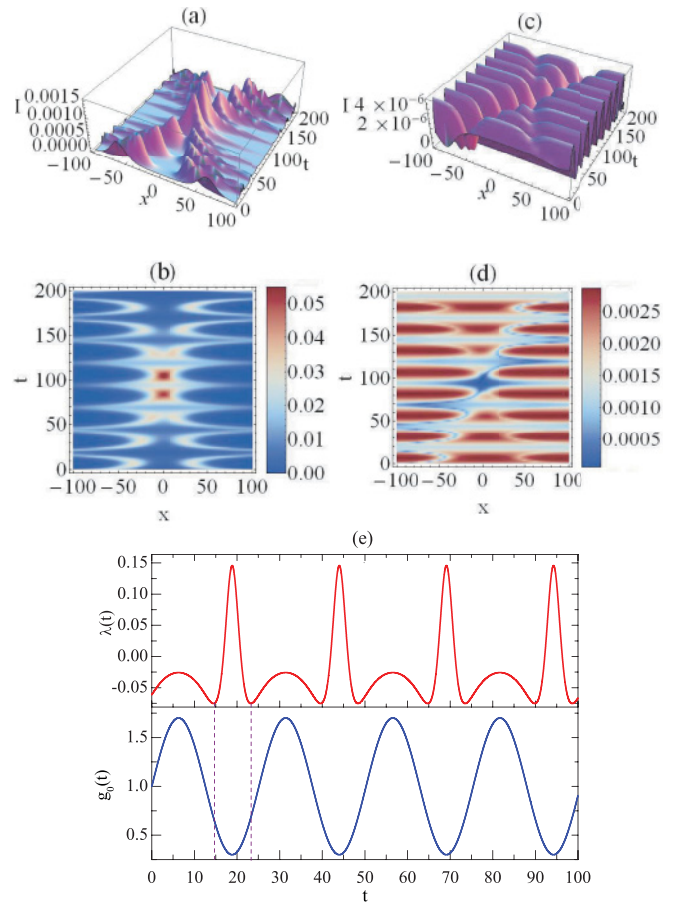 (a)
(c)
I 0.0015
0.0010
0.0005
0.0000
−100
−50
0
50
100
x
0
50
100
150
200
t
I 4 ×10⁻⁶
2 ×10⁻⁶
0
−100
−50
0
50
100
x
0
50
100
150
200
t
(b)
(d)
200
150
100
50
0
t
−100 −50 0 50 100
x
0.05
0.04
0.03
0.02
0.01
0.00
200
150
100
50
0
t
−100 −50 0 50 100
x
0.0025
0.0020
0.0015
0.0010
0.0005
(e)
0.15
0.10
0.05
0.00
-0.05
λ(t)
1.5
1.0
0.5
g₀(t)
0 10 20 30 40 50 60 70 80 90 100
t